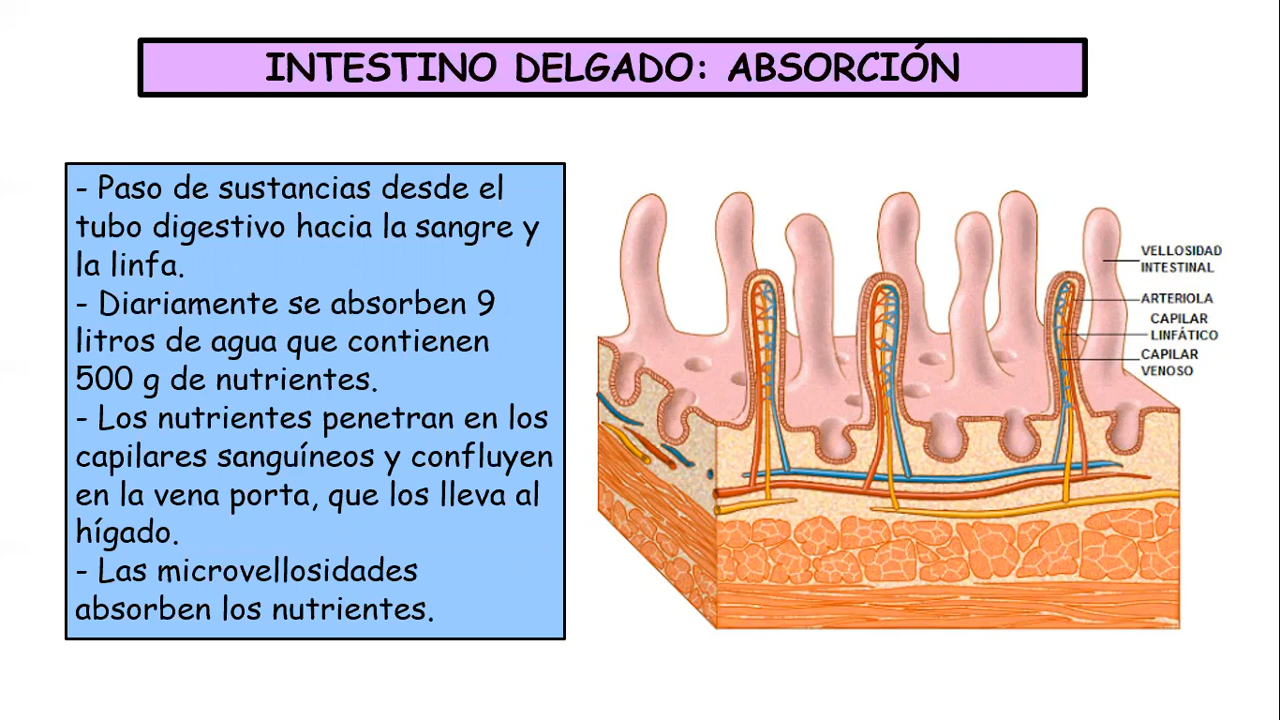 INTESTINO DELGADO: ABSORCIÓN
- Paso de sustancias desde el
tubo digestivo hacia la sangre y
la linfa.
- Diariamente se absorben 9
litros de agua que contienen
500 g de nutrientes.
- Los nutrientes penetran en los
capilares sanguíneos y confluyen
en la vena porta, que los lleva al
hígado.
- Las microvellosidades
absorben los nutrientes.
VELLOSIDAD
INTESTINAL
ARTERIOLA
CAPILAR
LINFÁTICO
CAPILAR
VENOSO